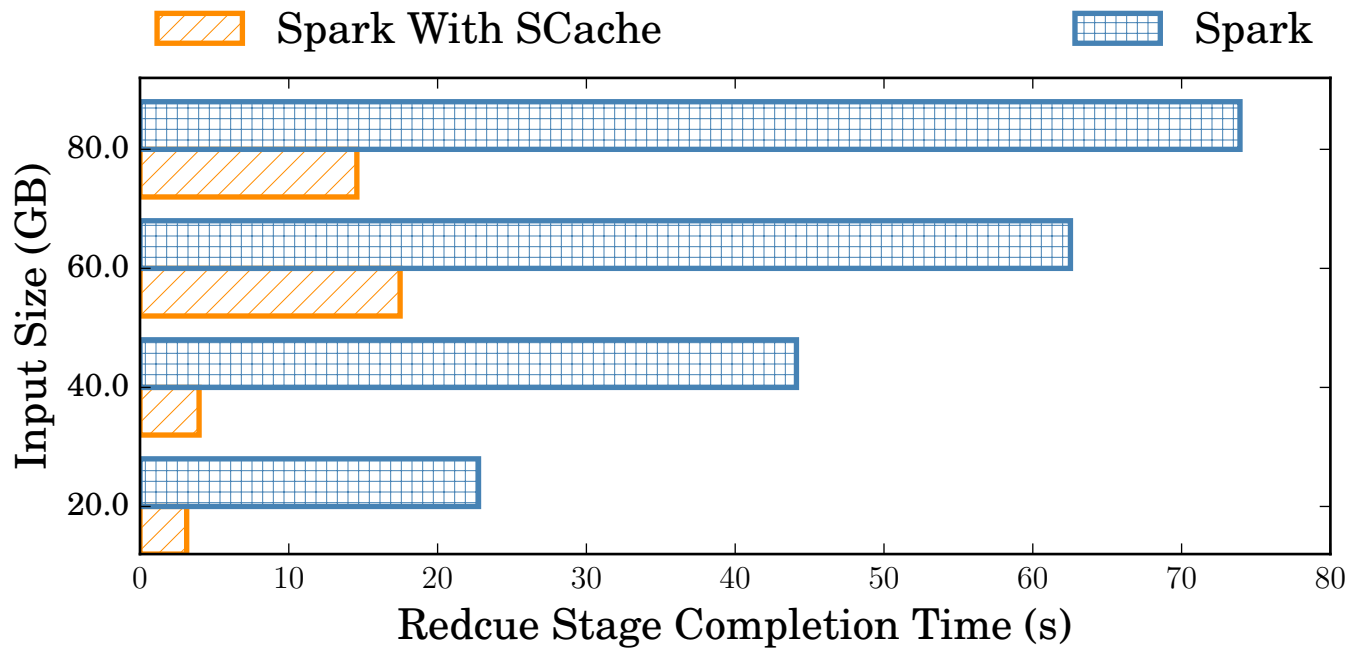 Spark With SCache
Spark
Input Size (GB)
80.0
60.0
40.0
20.0
0 10 20 30 40 50 60 70 80
Redcue Stage Completion Time (s)